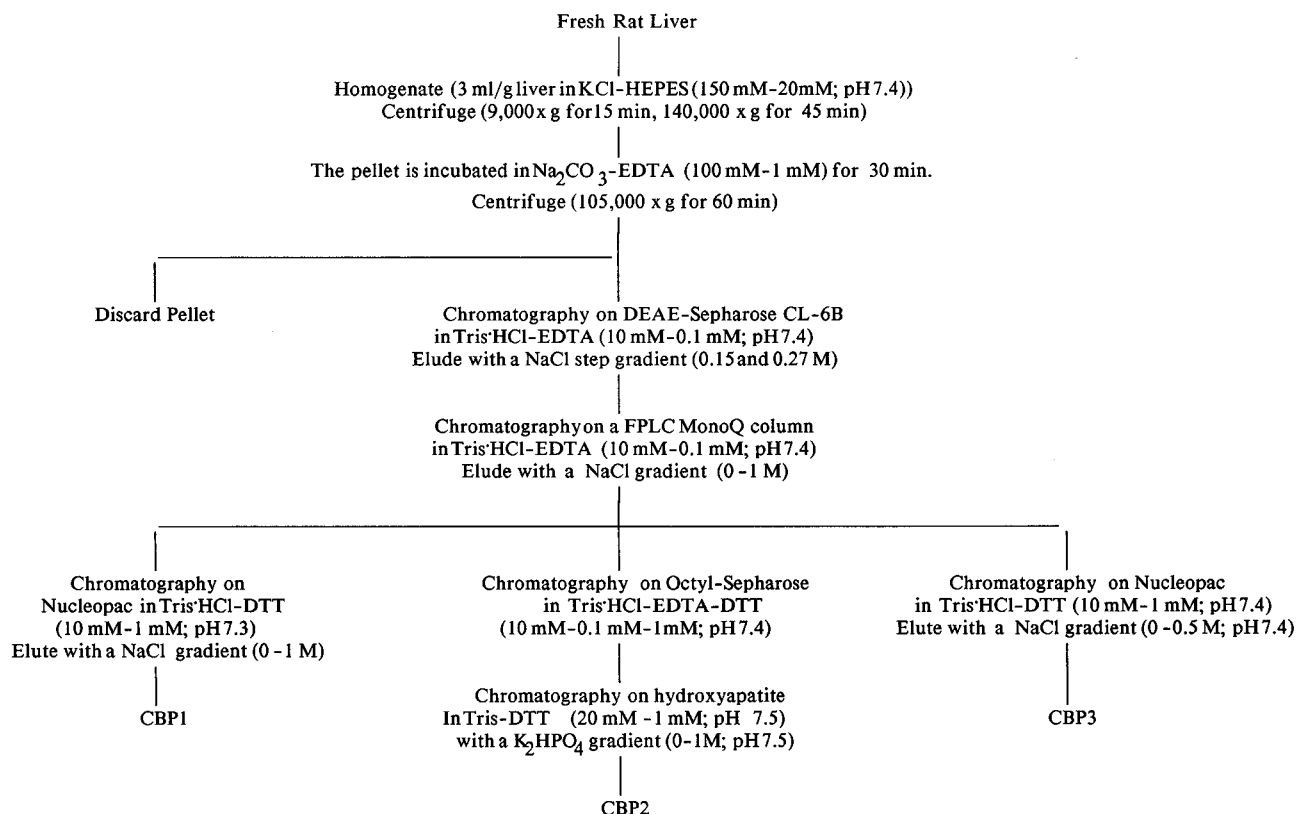 Fresh Rat Liver
Homogenate (3 ml/g liver in KCl-HEPES (150 mM-20mM; pH 7.4))
Centrifuge (9,000 x g for 15 min, 140,000 x g for 45 min)
The pellet is incubated in Na2CO3-EDTA (100 mM-1 mM) for 30 min.
Centrifuge (105,000 x g for 60 min)
Discard Pellet
Chromatography on DEAE-Sepharose CL-6B
in Tris·HCl-EDTA (10 mM-0.1 mM; pH 7.4)
Elude with a NaCl step gradient (0.15 and 0.27 M)
Chromatography on a FPLC MonoQ column
in Tris·HCl-EDTA (10 mM-0.1 mM; pH 7.4)
Elude with a NaCl gradient (0-1 M)
Chromatography on
Nucleopac in Tris·HCl-DTT
(10 mM-1 mM; pH 7.3)
Elute with a NaCl gradient (0-1 M)
CBP1
Chromatography on Octyl-Sepharose
in Tris·HCl-EDTA-DTT
(10 mM-0.1 mM-1mM; pH 7.4)
Chromatography on hydroxyapatite
In Tris-DTT (20 mM -1 mM; pH 7.5)
with a K2HPO4 gradient (0-1M; pH 7.5)
CBP2
Chromatography on Nucleopac
in Tris·HCl-DTT (10 mM-1 mM; pH 7.4)
Elute with a NaCl gradient (0-0.5 M; pH 7.4)
CBP3